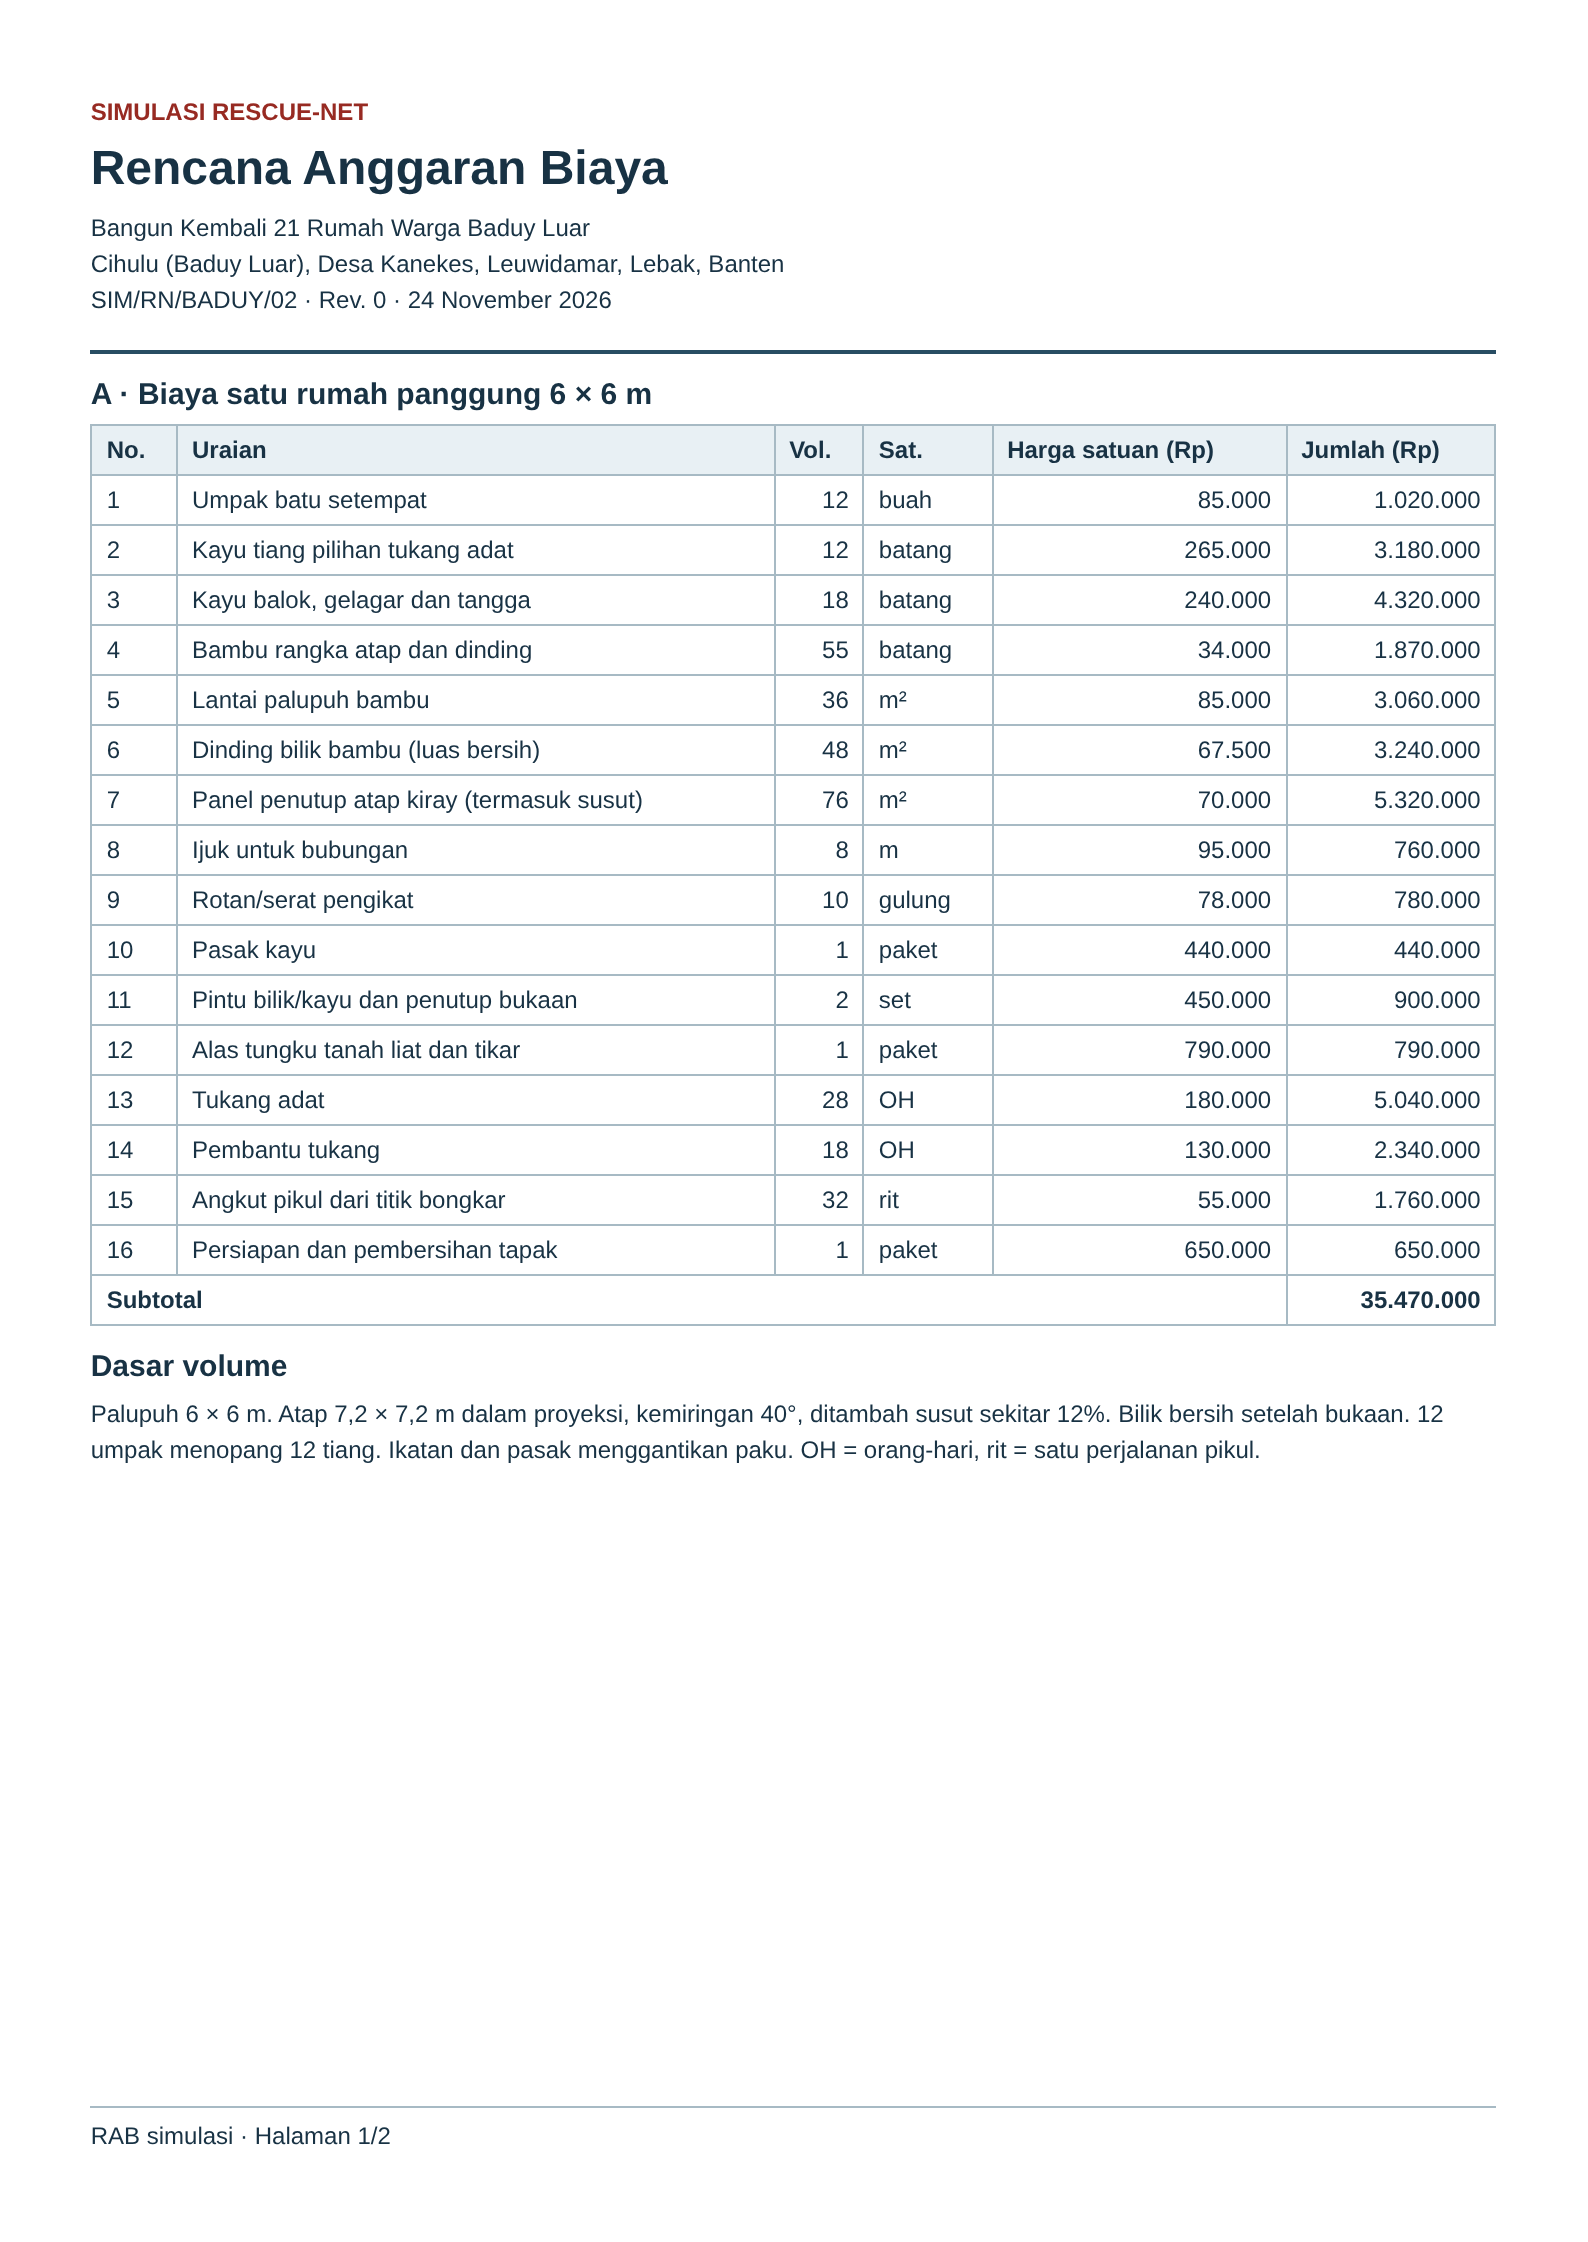 SIMULASI RESCUE-NET
Rencana Anggaran Biaya
Bangun Kembali 21 Rumah Warga Baduy Luar
Cihulu (Baduy Luar), Desa Kanekes, Leuwidamar, Lebak, Banten
SIM/RN/BADUY/02 · Rev. 0 · 24 November 2026
A · Biaya satu rumah panggung 6 × 6 m
No. Uraian Vol. Sat. Harga satuan (Rp) Jumlah (Rp)
1 Umpak batu setempat 12 buah 85.000 1.020.000
2 Kayu tiang pilihan tukang adat 12 batang 265.000 3.180.000
3 Kayu balok, gelagar dan tangga 18 batang 240.000 4.320.000
4 Bambu rangka atap dan dinding 55 batang 34.000 1.870.000
5 Lantai palupuh bambu 36 m² 85.000 3.060.000
6 Dinding bilik bambu (luas bersih) 48 m² 67.500 3.240.000
7 Panel penutup atap kiray (termasuk susut) 76 m² 70.000 5.320.000
8 Ijuk untuk bubungan 8 m 95.000 760.000
9 Rotan/serat pengikat 10 gulung 78.000 780.000
10 Pasak kayu 1 paket 440.000 440.000
11 Pintu bilik/kayu dan penutup bukaan 2 set 450.000 900.000
12 Alas tungku tanah liat dan tikar 1 paket 790.000 790.000
13 Tukang adat 28 OH 180.000 5.040.000
14 Pembantu tukang 18 OH 130.000 2.340.000
15 Angkut pikul dari titik bongkar 32 rit 55.000 1.760.000
16 Persiapan dan pembersihan tapak 1 paket 650.000 650.000
Subtotal 35.470.000
Dasar volume
Palupuh 6 × 6 m. Atap 7,2 × 7,2 m dalam proyeksi, kemiringan 40°, ditambah susut sekitar 12%. Bilik bersih setelah bukaan. 12
umpak menopang 12 tiang. Ikatan dan pasak menggantikan paku. OH = orang-hari, rit = satu perjalanan pikul.
RAB simulasi · Halaman 1/2